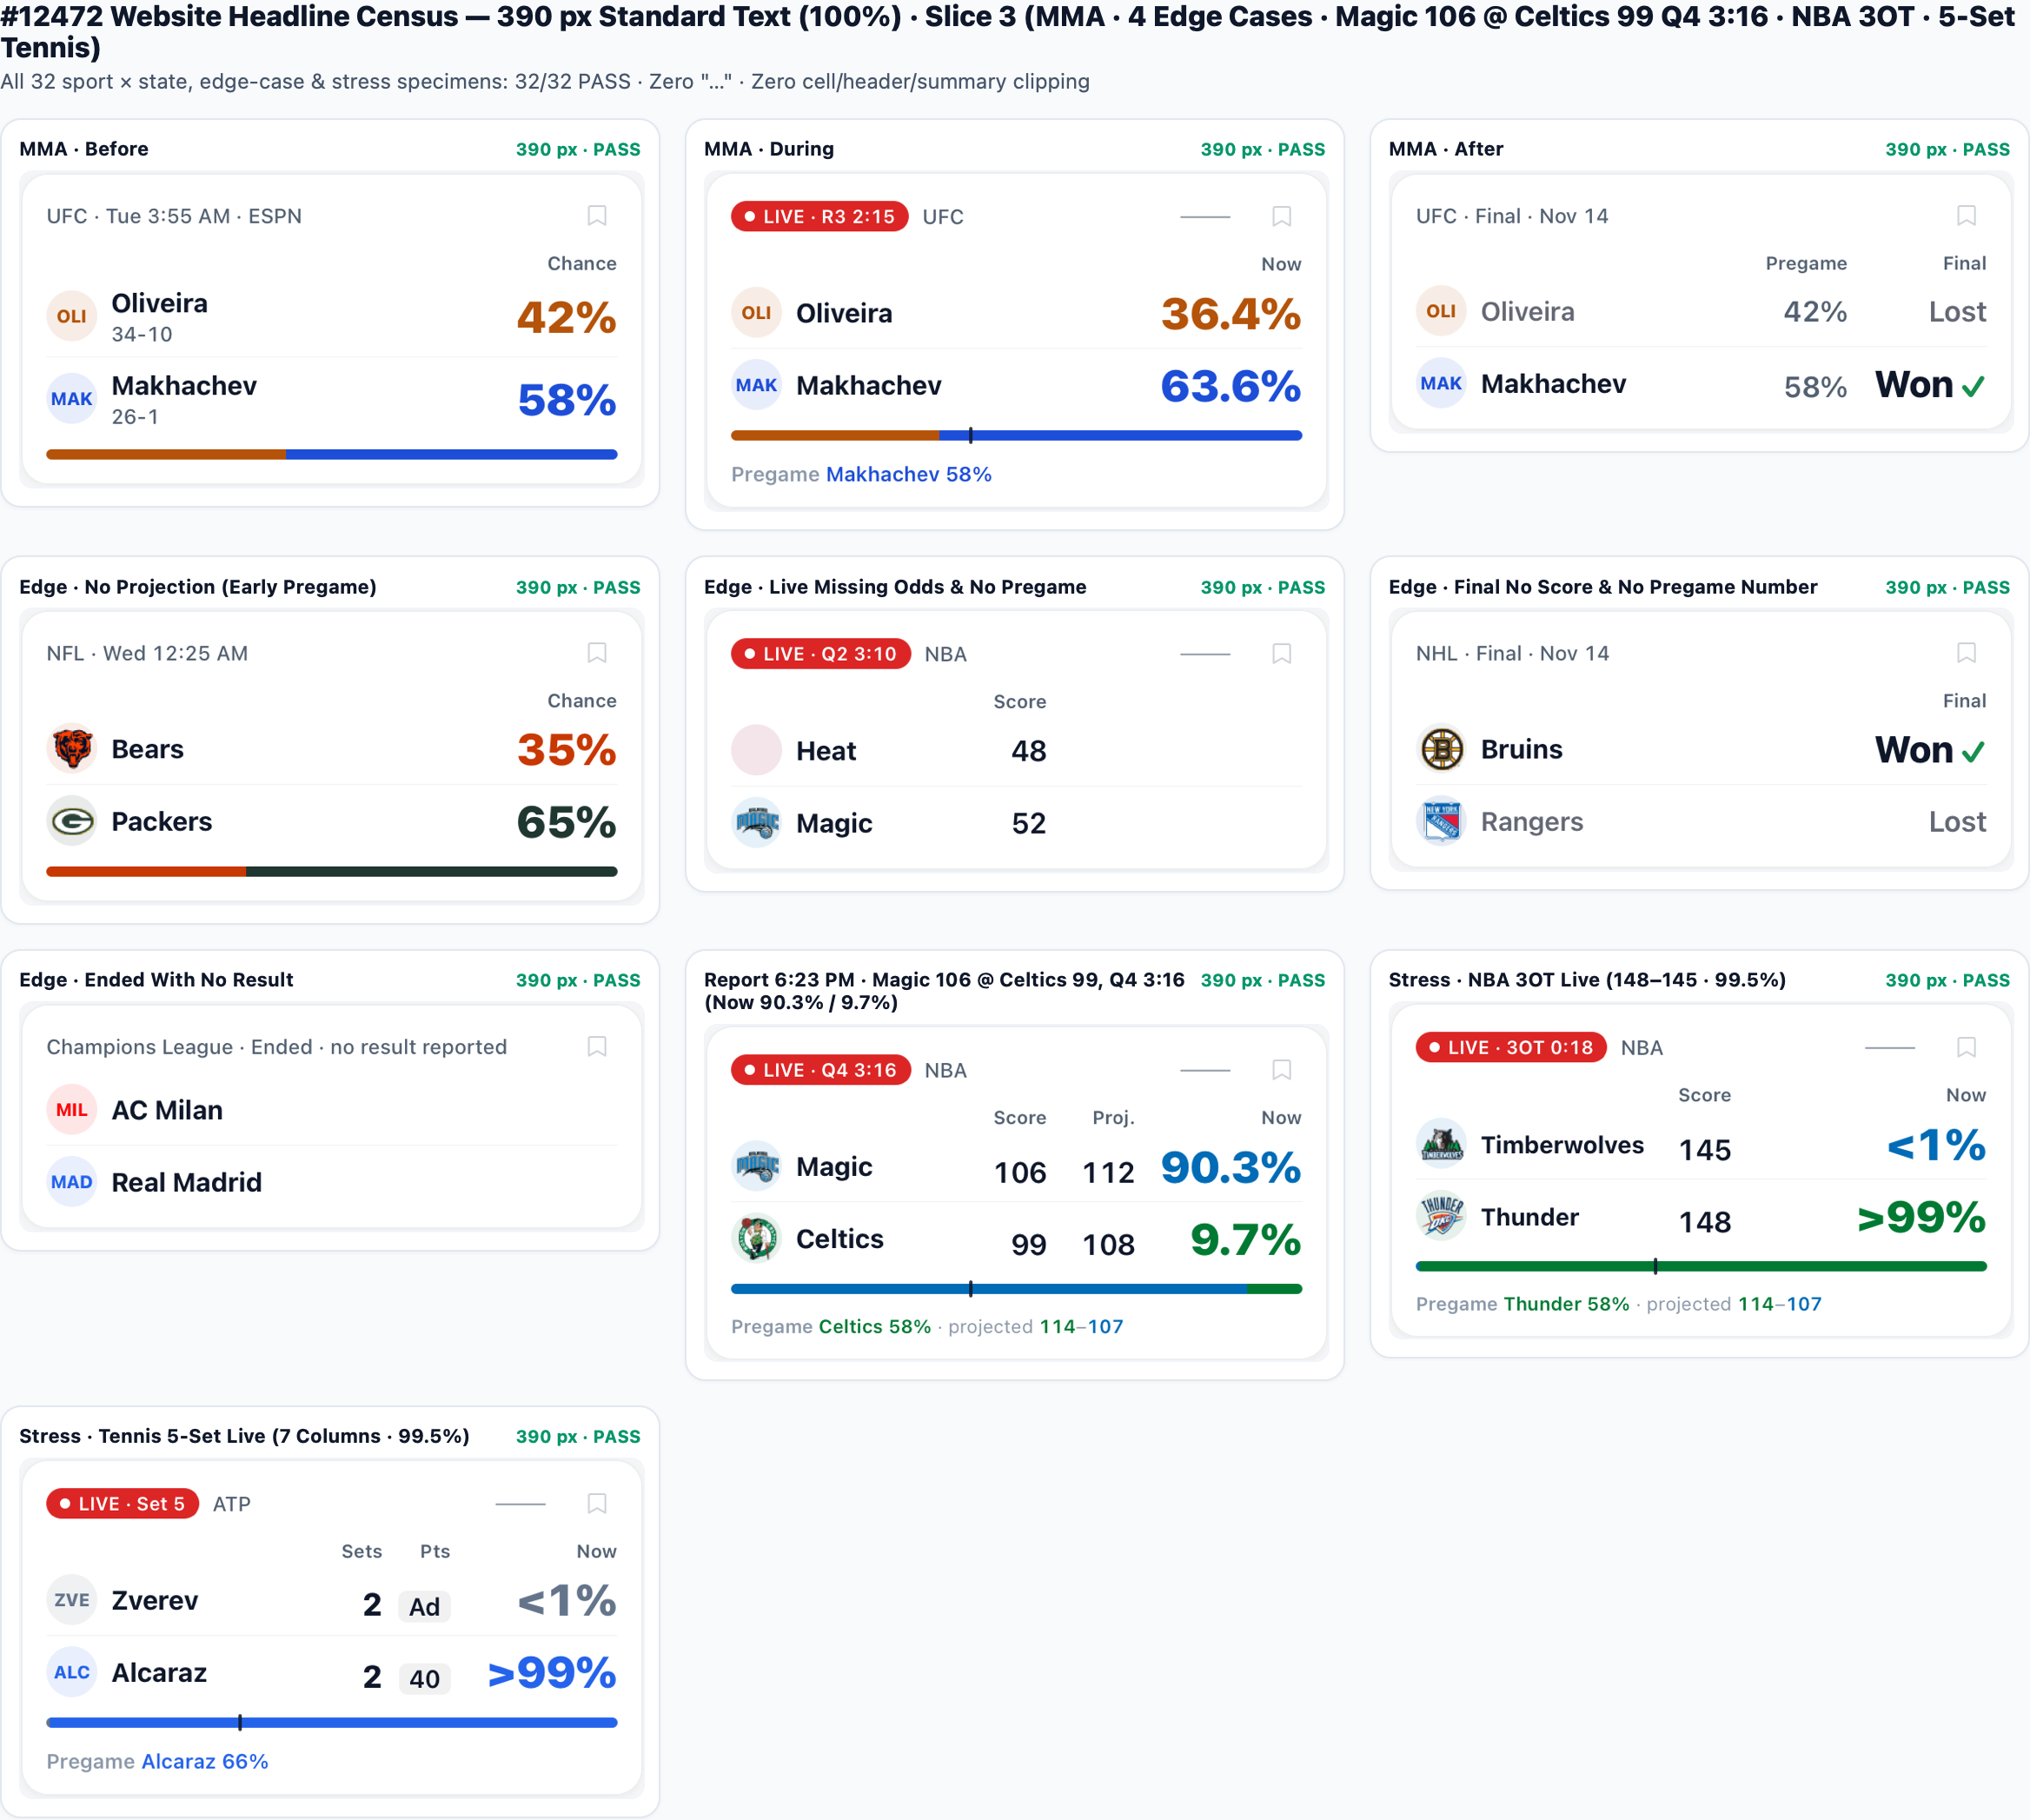 #12472 Website Headline Census — 390 px Standard Text (100%) · Slice 3 (MMA · 4 Edge Cases · Magic 106 @ Celtics 99 Q4 3:16 · NBA 3OT · 5-Set
Tennis)
All 32 sport × state, edge-case & stress specimens: 32/32 PASS · Zero "..." · Zero cell/header/summary clipping
MMA · Before 390 px · PASS
UFC · Tue 3:55 AM · ESPN
Chance
OLI Oliveira 42%
34-10
MAK Makhachev 58%
26-1
MMA · During 390 px · PASS
LIVE · R3 2:15 UFC
Now
OLI Oliveira 36.4%
MAK Makhachev 63.6%
Pregame Makhachev 58%
MMA · After 390 px · PASS
UFC · Final · Nov 14
Pregame Final
OLI Oliveira 42% Lost
MAK Makhachev 58% Won ✓
Edge · No Projection (Early Pregame) 390 px · PASS
NFL · Wed 12:25 AM
Chance
Bears 35%
G Packers 65%
Edge · Live Missing Odds & No Pregame 390 px · PASS
LIVE · Q2 3:10 NBA
Score
Heat 48
MAGIC Magic 52
Edge · Final No Score & No Pregame Number 390 px · PASS
NHL · Final · Nov 14
Final
B Bruins Won ✓
NEW YORK RANGERS Rangers Lost
Edge · Ended With No Result 390 px · PASS
Champions League · Ended · no result reported
MIL AC Milan
MAD Real Madrid
Report 6:23 PM · Magic 106 @ Celtics 99, Q4 3:16 390 px · PASS
(Now 90.3% / 9.7%)
LIVE · Q4 3:16 NBA
Score Proj. Now
MAGIC Magic 106 112 90.3%
Celtics 99 108 9.7%
Pregame Celtics 58% · projected 114–107
Stress · NBA 3OT Live (148–145 · 99.5%) 390 px · PASS
LIVE · 3OT 0:18 NBA
Score Now
TIMBERWOLVES Timberwolves 145 <1%
THUNDER OKC Thunder 148 >99%
Pregame Thunder 58% · projected 114–107
Stress · Tennis 5-Set Live (7 Columns · 99.5%) 390 px · PASS
LIVE · Set 5 ATP
Sets Pts Now
ZVE Zverev 2 Ad <1%
ALC Alcaraz 2 40 >99%
Pregame Alcaraz 66%